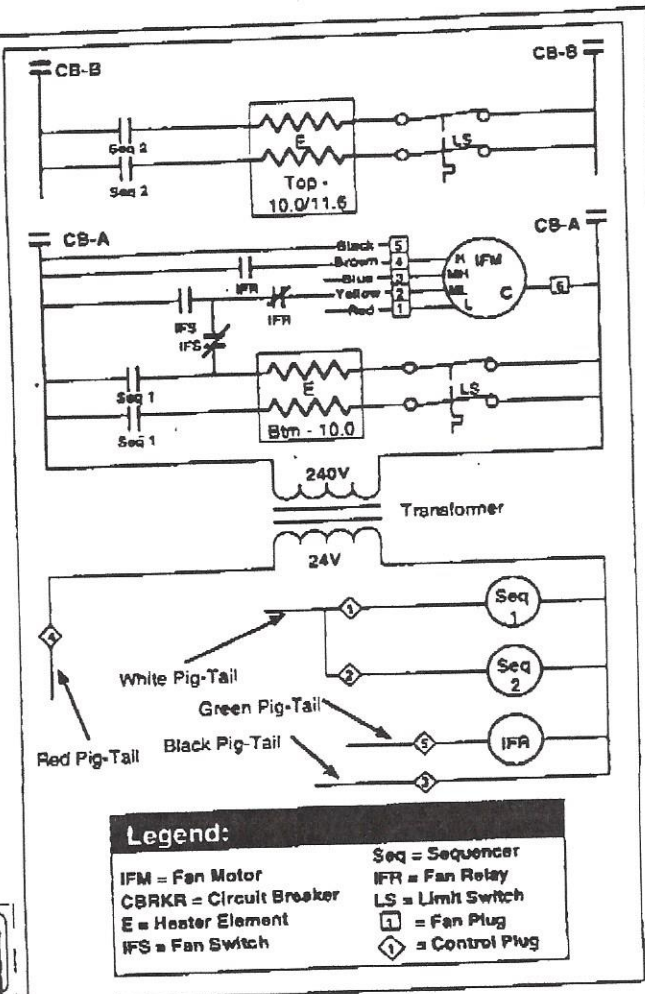 CB-B
CB-B
Seq 2
E
LS
Seq 2
Top -
10.0/11.5
CB-A
CB-A
Black
5
Brown
4
H
IFM
IFR
Blue
3
MH
Yellow
2
ML
C
6
Red
1
L
IFS
IFR
IFS
Seq 1
E
LS
Seq 1
Btm - 10.0
240V
Transformer
24V
1
Seq
1
4
White Pig-Tail
2
Seq
2
Green Pig-Tail
Red Pig-Tail
Black Pig-Tail
5
IFR
3
Legend:
IFM = Fan Motor
CBRKR = Circuit Breaker
E = Heater Element
IFS = Fan Switch
Seq = Sequencer
IFR = Fan Relay
LS = Limit Switch
1 = Fan Plug
1 = Control Plug